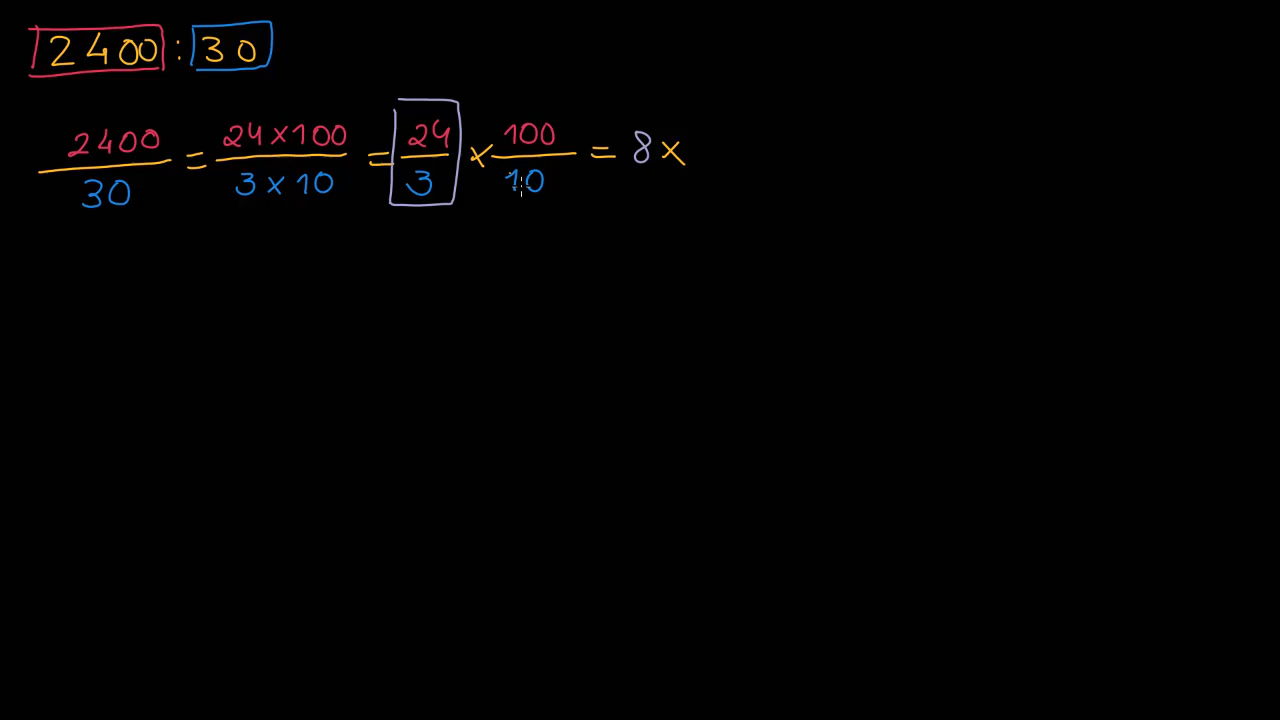 2400 : 30
2400/30 = 24 x 100/3 x 10 = 24/3 x 100/10 = 8 x